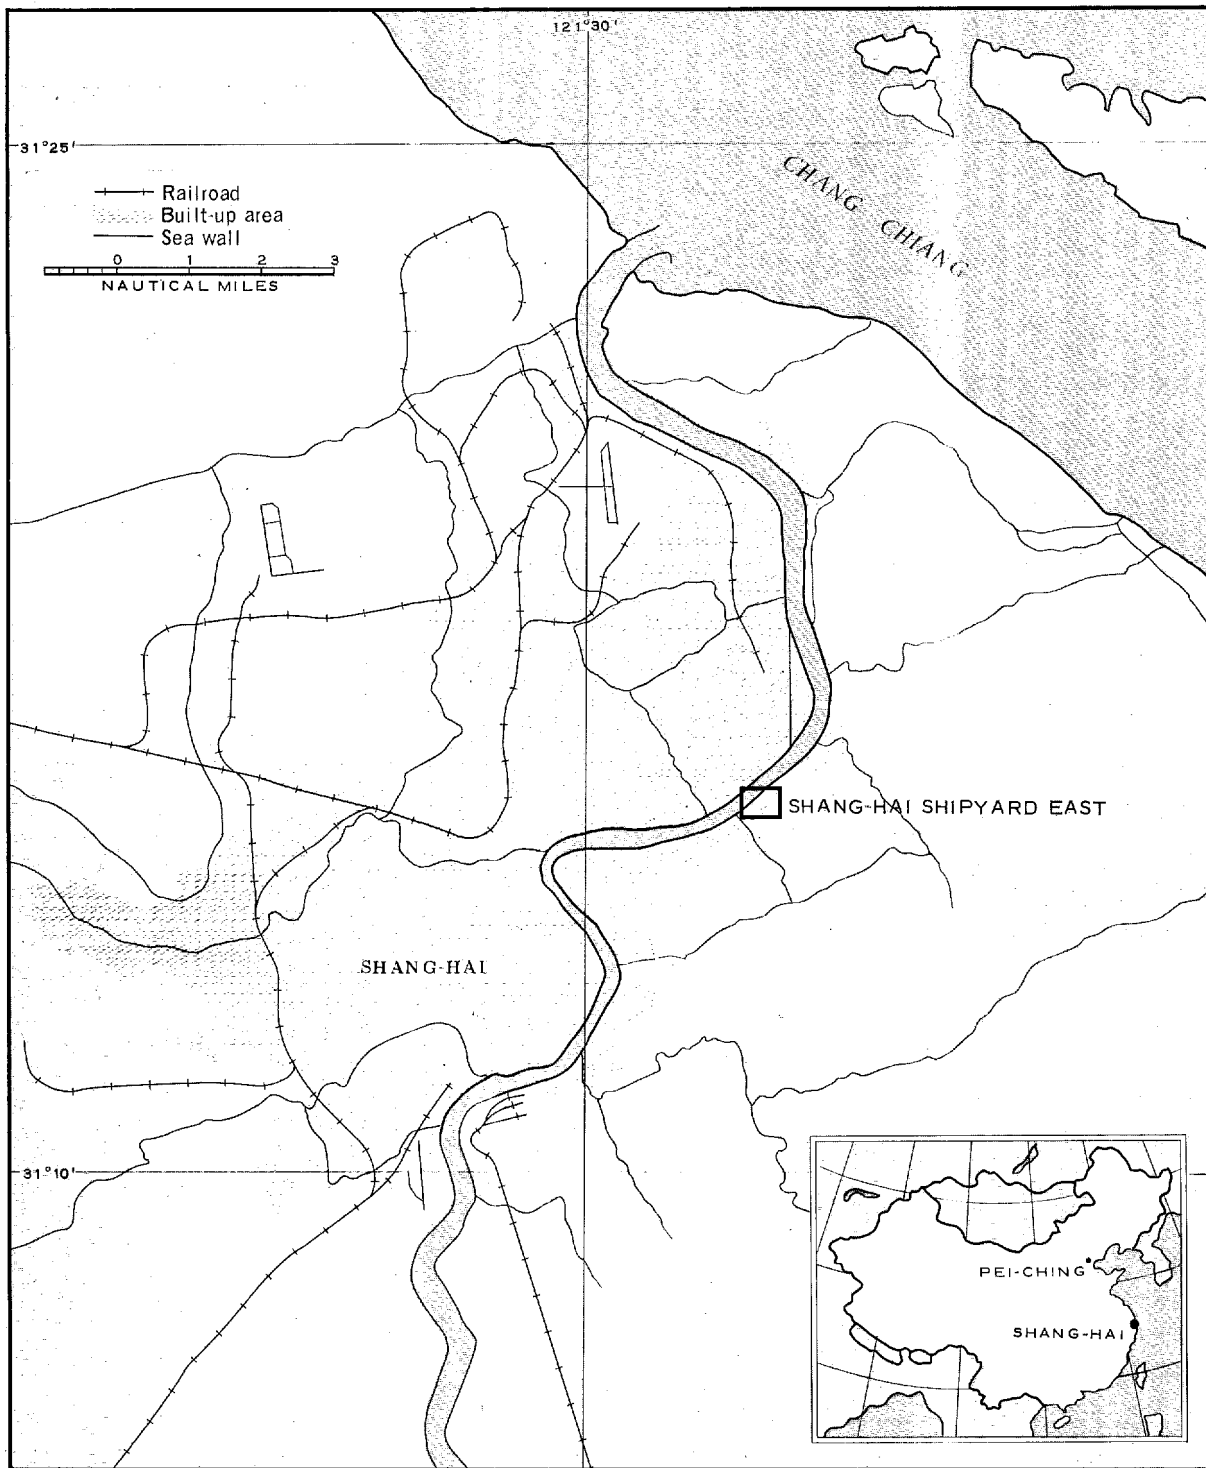 121°30'
31°25'
CHANG CHIANG
Railroad
Built-up area
Sea wall
0 1 2 3
NAUTICAL MILES
SHANG-HAI SHIPYARD EAST
SHANG-HAI
31°10'
PEI-CHING
SHANG-HAI